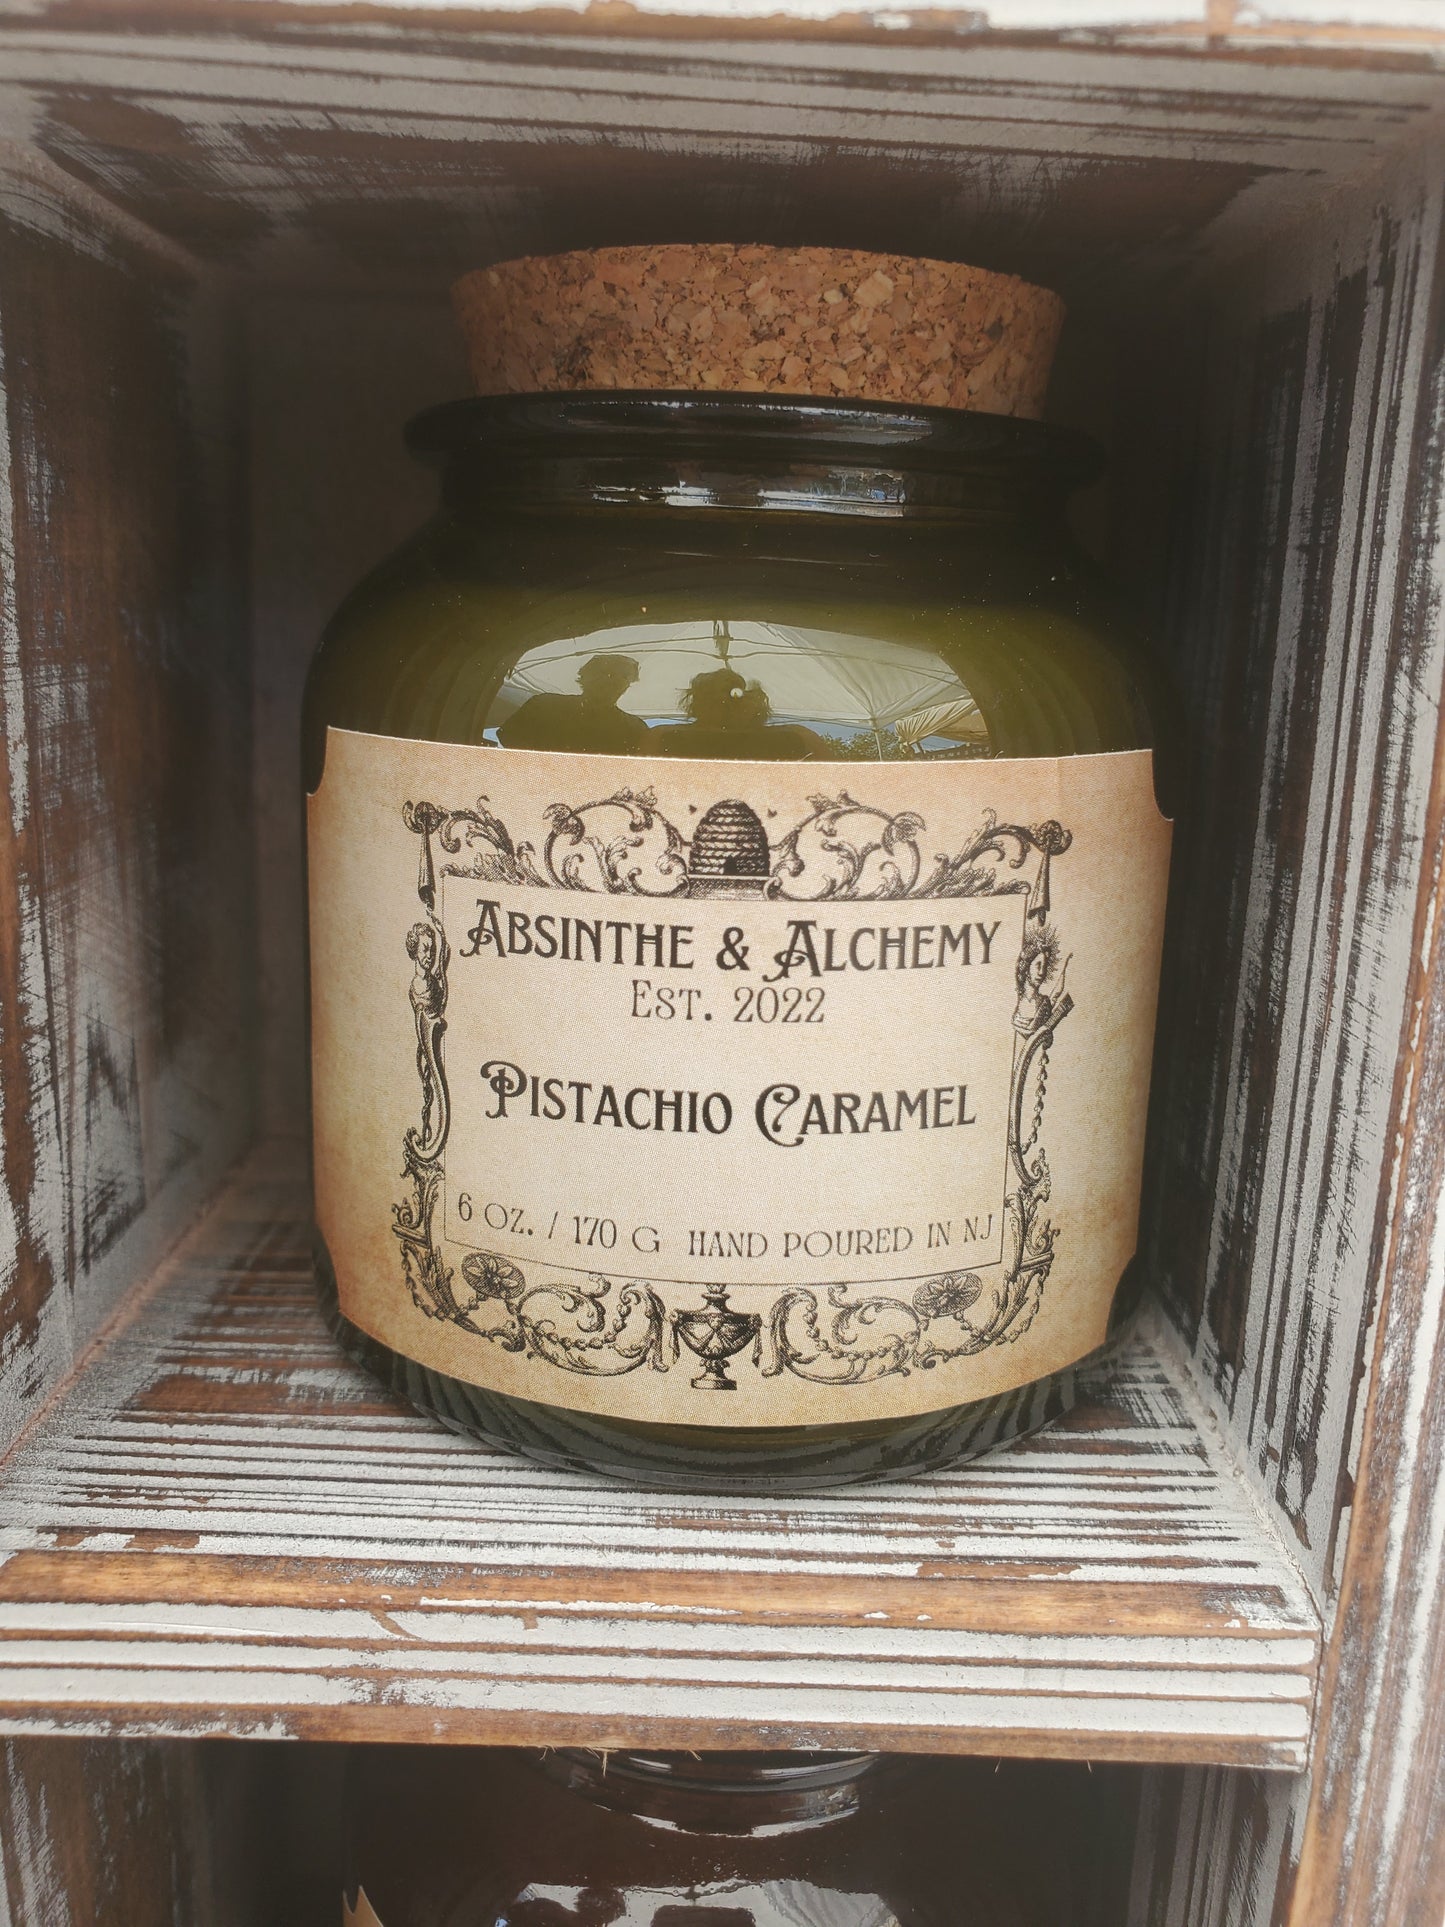 Absinthe & Alchemy
Est. 2022
Pistachio Caramel
6 oz. / 170 g hand poured in NJ